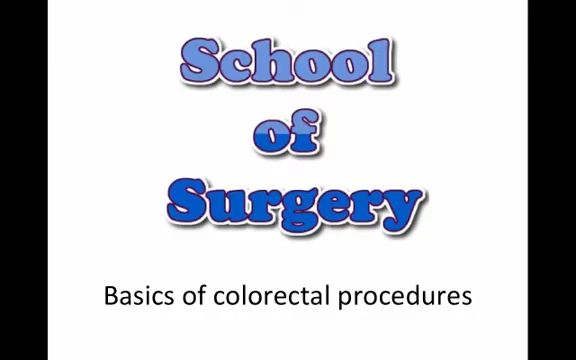 School
of
Surgery
Basics of colorectal procedures